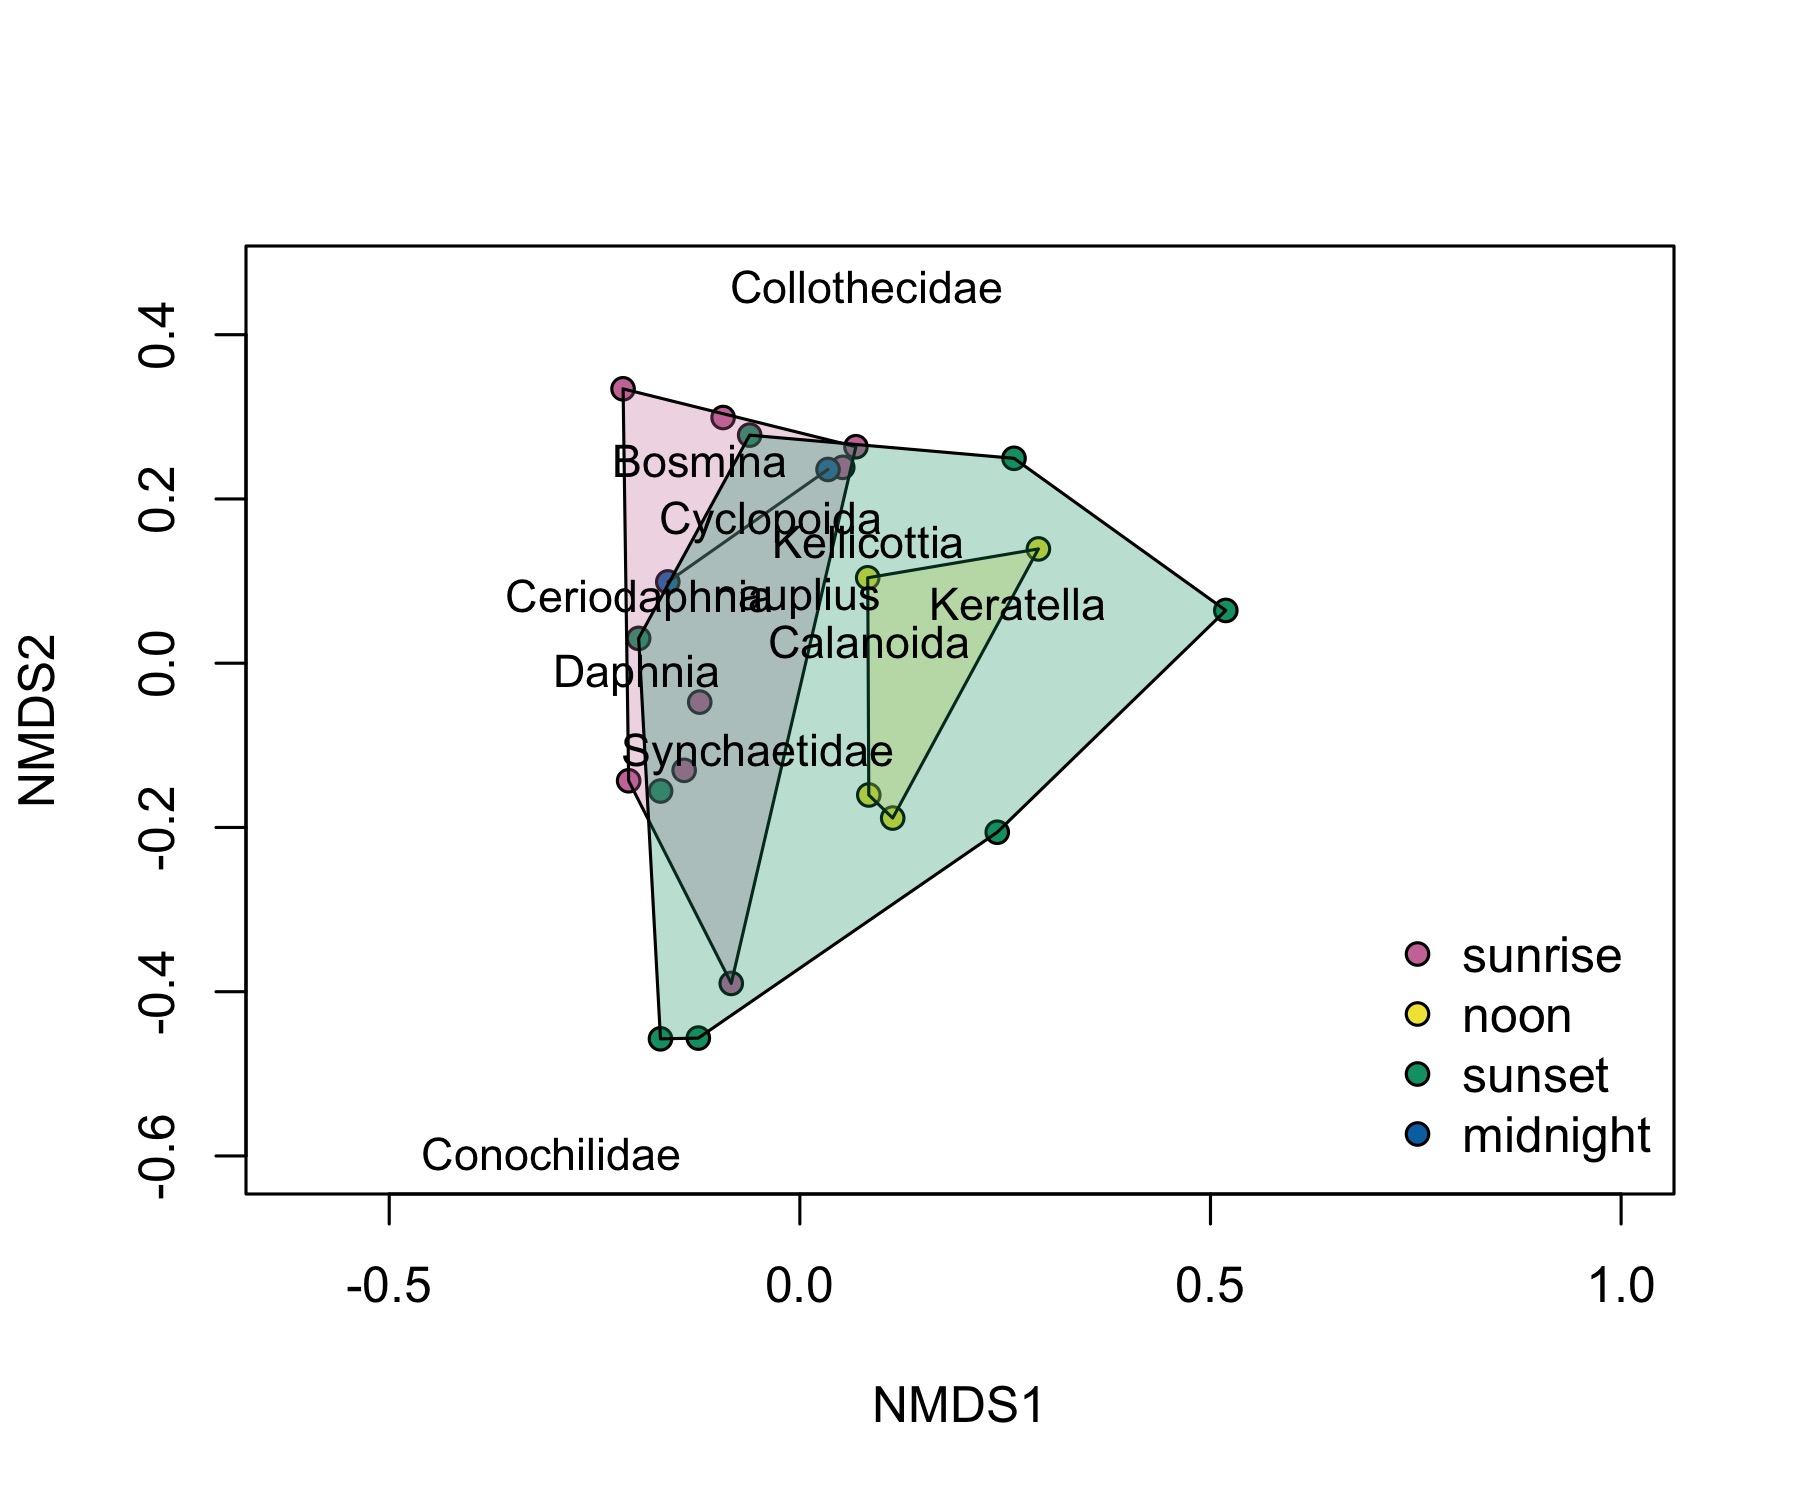 Collothecidae
Bosmina
Cyclopoida
Kellicottia
Ceriodaphnia
nauplius
Keratella
Calanoida
Daphnia
Synchaetidae
Conochilidae
sunrise
noon
sunset
midnight
0.4
0.2
0.0
-0.2
-0.4
-0.6
NMDS2
-0.5 0.0 0.5 1.0
NMDS1